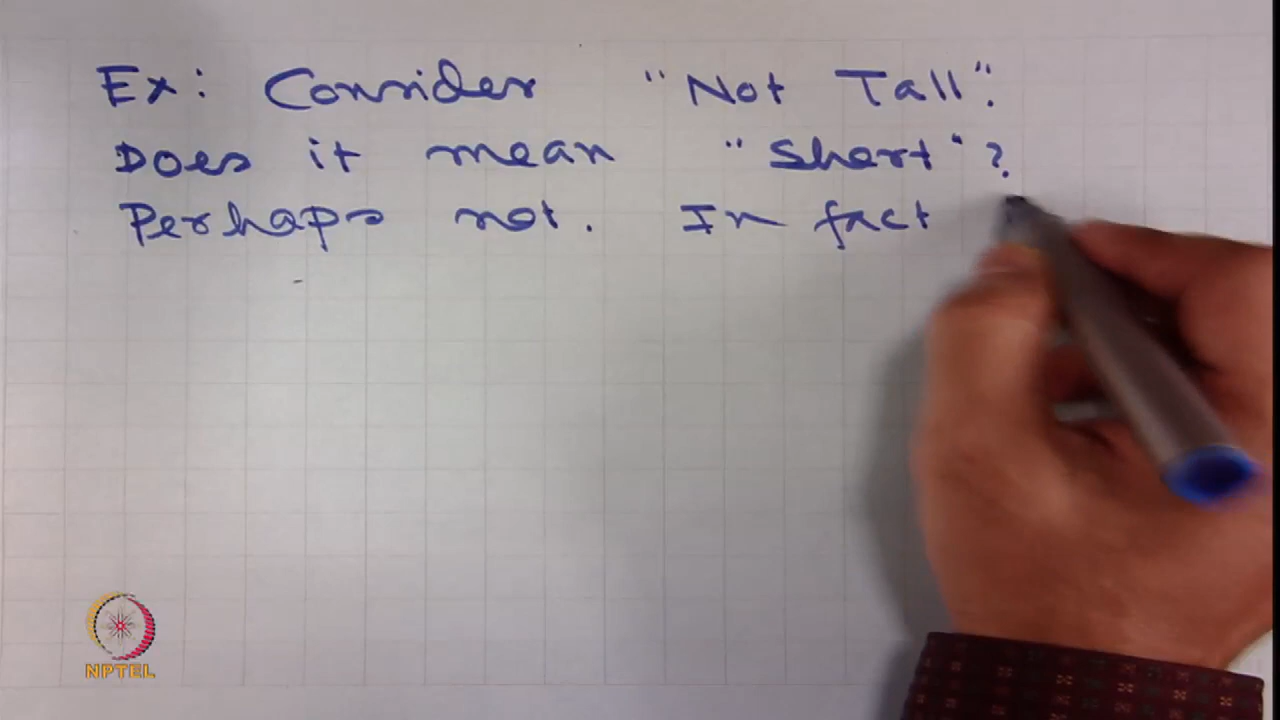 Ex: Consider "Not Tall".
Does it mean "Short"?
Perhaps not. In fact
NPTEL